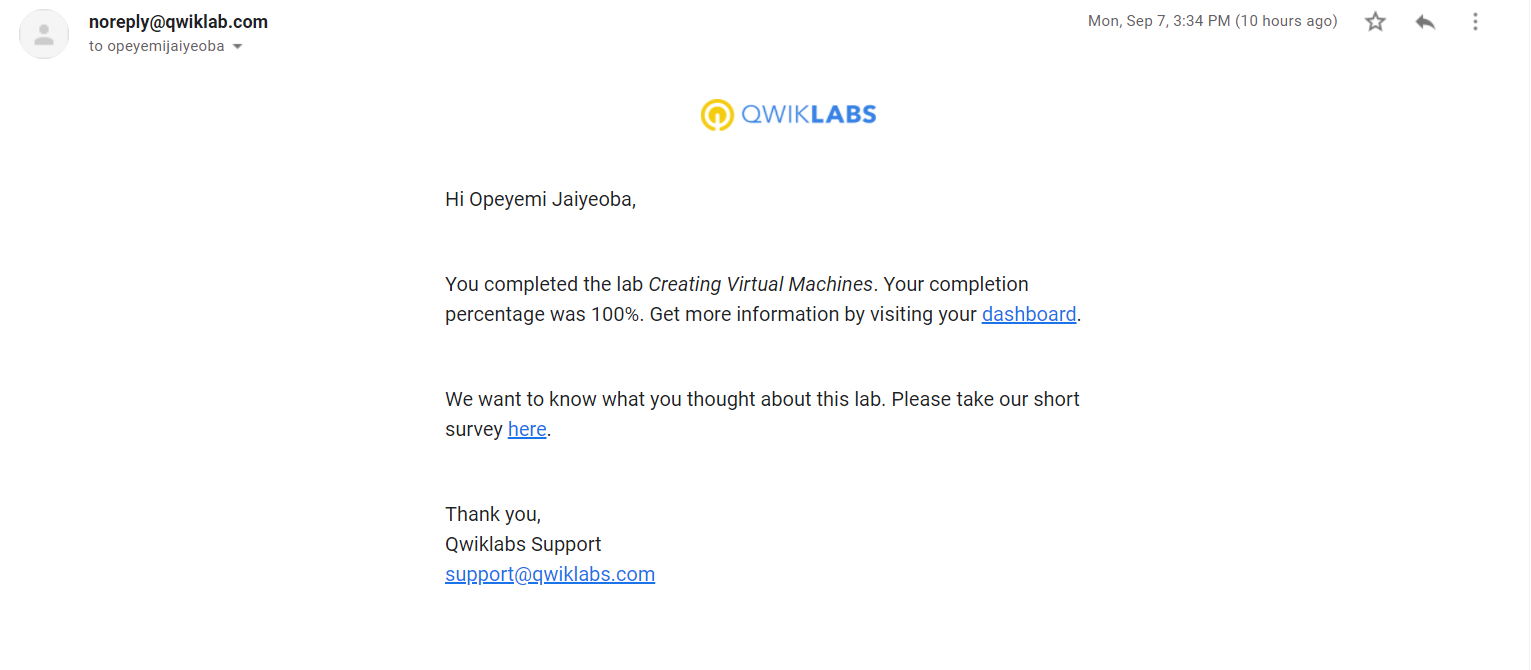 noreply@qwiklab.com
Mon, Sep 7, 3:34 PM (10 hours ago)
to opeyemijaiyeoba
QWIKLABS
Hi Opeyemi Jaiyeoba,
You completed the lab Creating Virtual Machines. Your completion
percentage was 100%. Get more information by visiting your dashboard.
We want to know what you thought about this lab. Please take our short
survey here.
Thank you,
Qwiklabs Support
support@qwiklabs.com